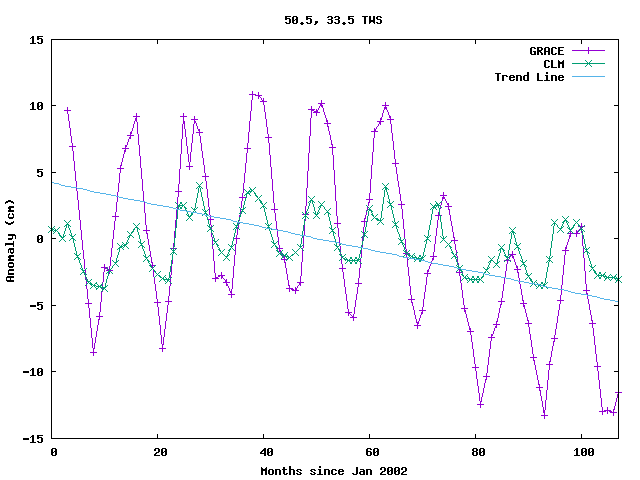 50.5, 33.5 TWS
GRACE
CLM
Trend Line
15
10
5
0
-5
-10
-15
Anomaly (cm)
0 20 40 60 80 100
Months since Jan 2002